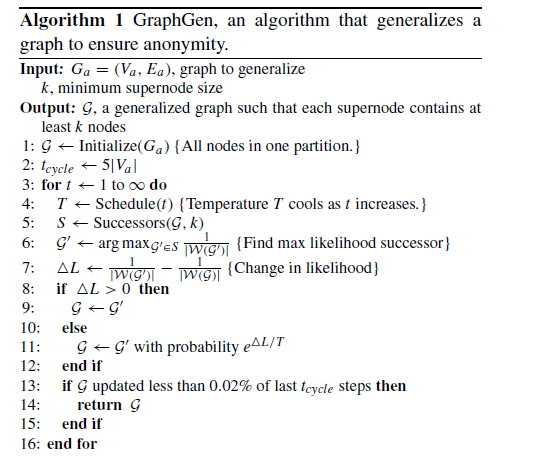 Algorithm 1 GraphGen, an algorithm that generalizes a
graph to ensure anonymity.
Input: Gₐ = (Vₐ, Eₐ), graph to generalize
k, minimum supernode size
Output: 𝒢, a generalized graph such that each supernode contains at
least k nodes
1: 𝒢 ← Initialize(Gₐ) {All nodes in one partition.}
2: t_cycle ← 5|Vₐ|
3: for t ← 1 to ∞ do
4: T ← Schedule(t) {Temperature T cools as t increases.}
5: S ← Successors(𝒢, k)
6: 𝒢′ ← arg max_{𝒢′∈S} 1/|𝒲(𝒢′)| {Find max likelihood successor}
7: ΔL ← 1/|𝒲(𝒢′)| − 1/|𝒲(𝒢)| {Change in likelihood}
8: if ΔL > 0 then
9: 𝒢 ← 𝒢′
10: else
11: 𝒢 ← 𝒢′ with probability e^{ΔL/T}
12: end if
13: if 𝒢 updated less than 0.02% of last t_cycle steps then
14: return 𝒢
15: end if
16: end for